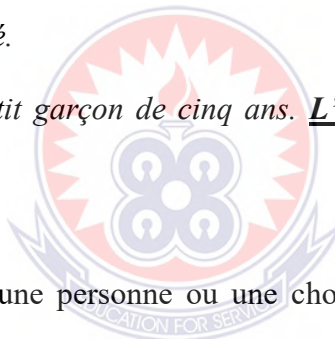 é.
tit garçon de cinq ans. L'
une personne ou une cho
EDUCATION FOR SERVICE